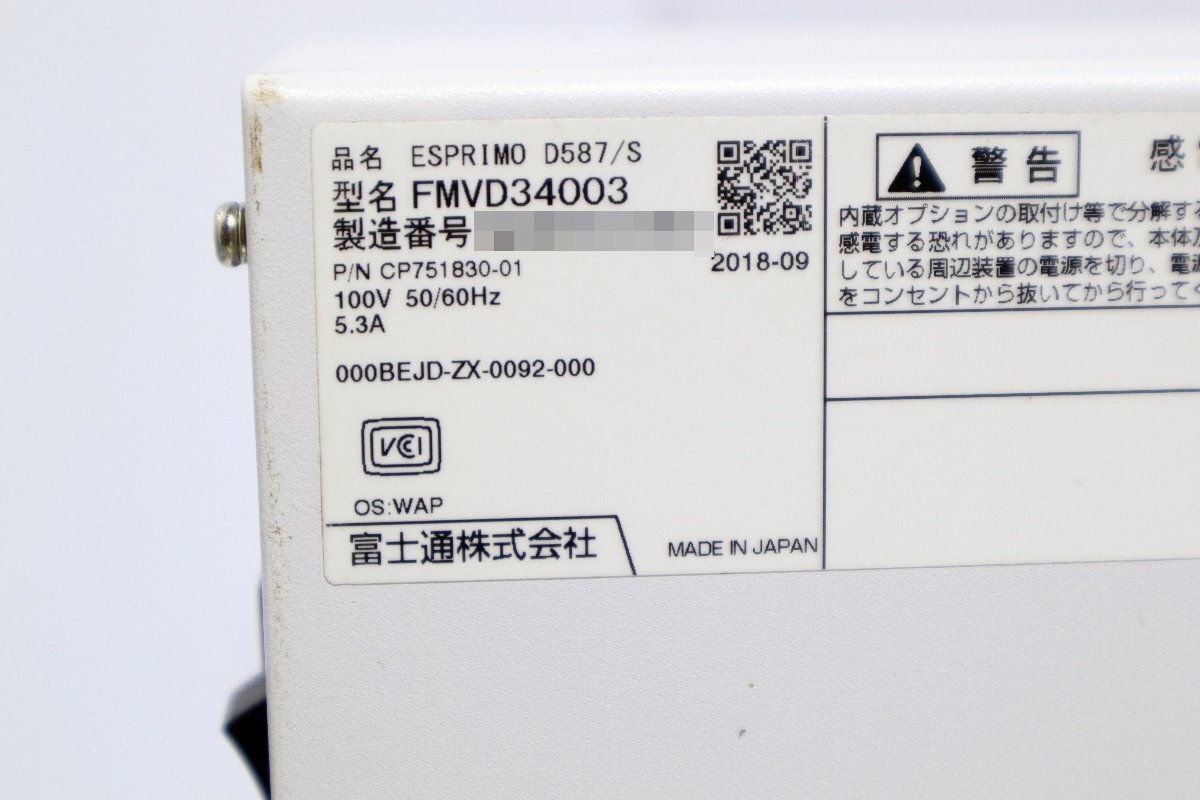 品名 ESPRIMO D587/S
型名 FMVD34003
製造番号
2018-09
P/N CP751830-01
100V 50/60Hz
5.3A
000BEJD-ZX-0092-000
VCI
OS:WAP
富士通株式会社
MADE IN JAPAN
警告
感
内蔵オプションの取付け等で分解す
感電する恐れがありますので、本体
している周辺装置の電源を切り、電
をコンセントから抜いてから行って